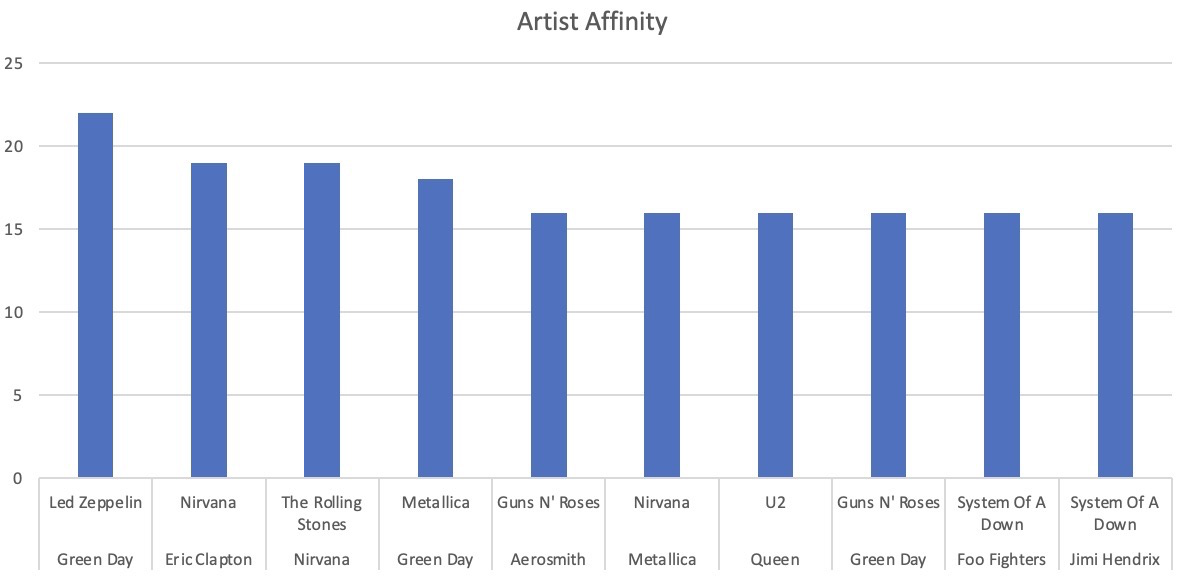 Artist Affinity
25
20
15
10
5
0
Led Zeppelin Nirvana The Rolling Stones Metallica Guns N' Roses Nirvana U2 Guns N' Roses System Of A Down System Of A Down
Green Day Eric Clapton Nirvana Green Day Aerosmith Metallica Queen Green Day Foo Fighters Jimi Hendrix